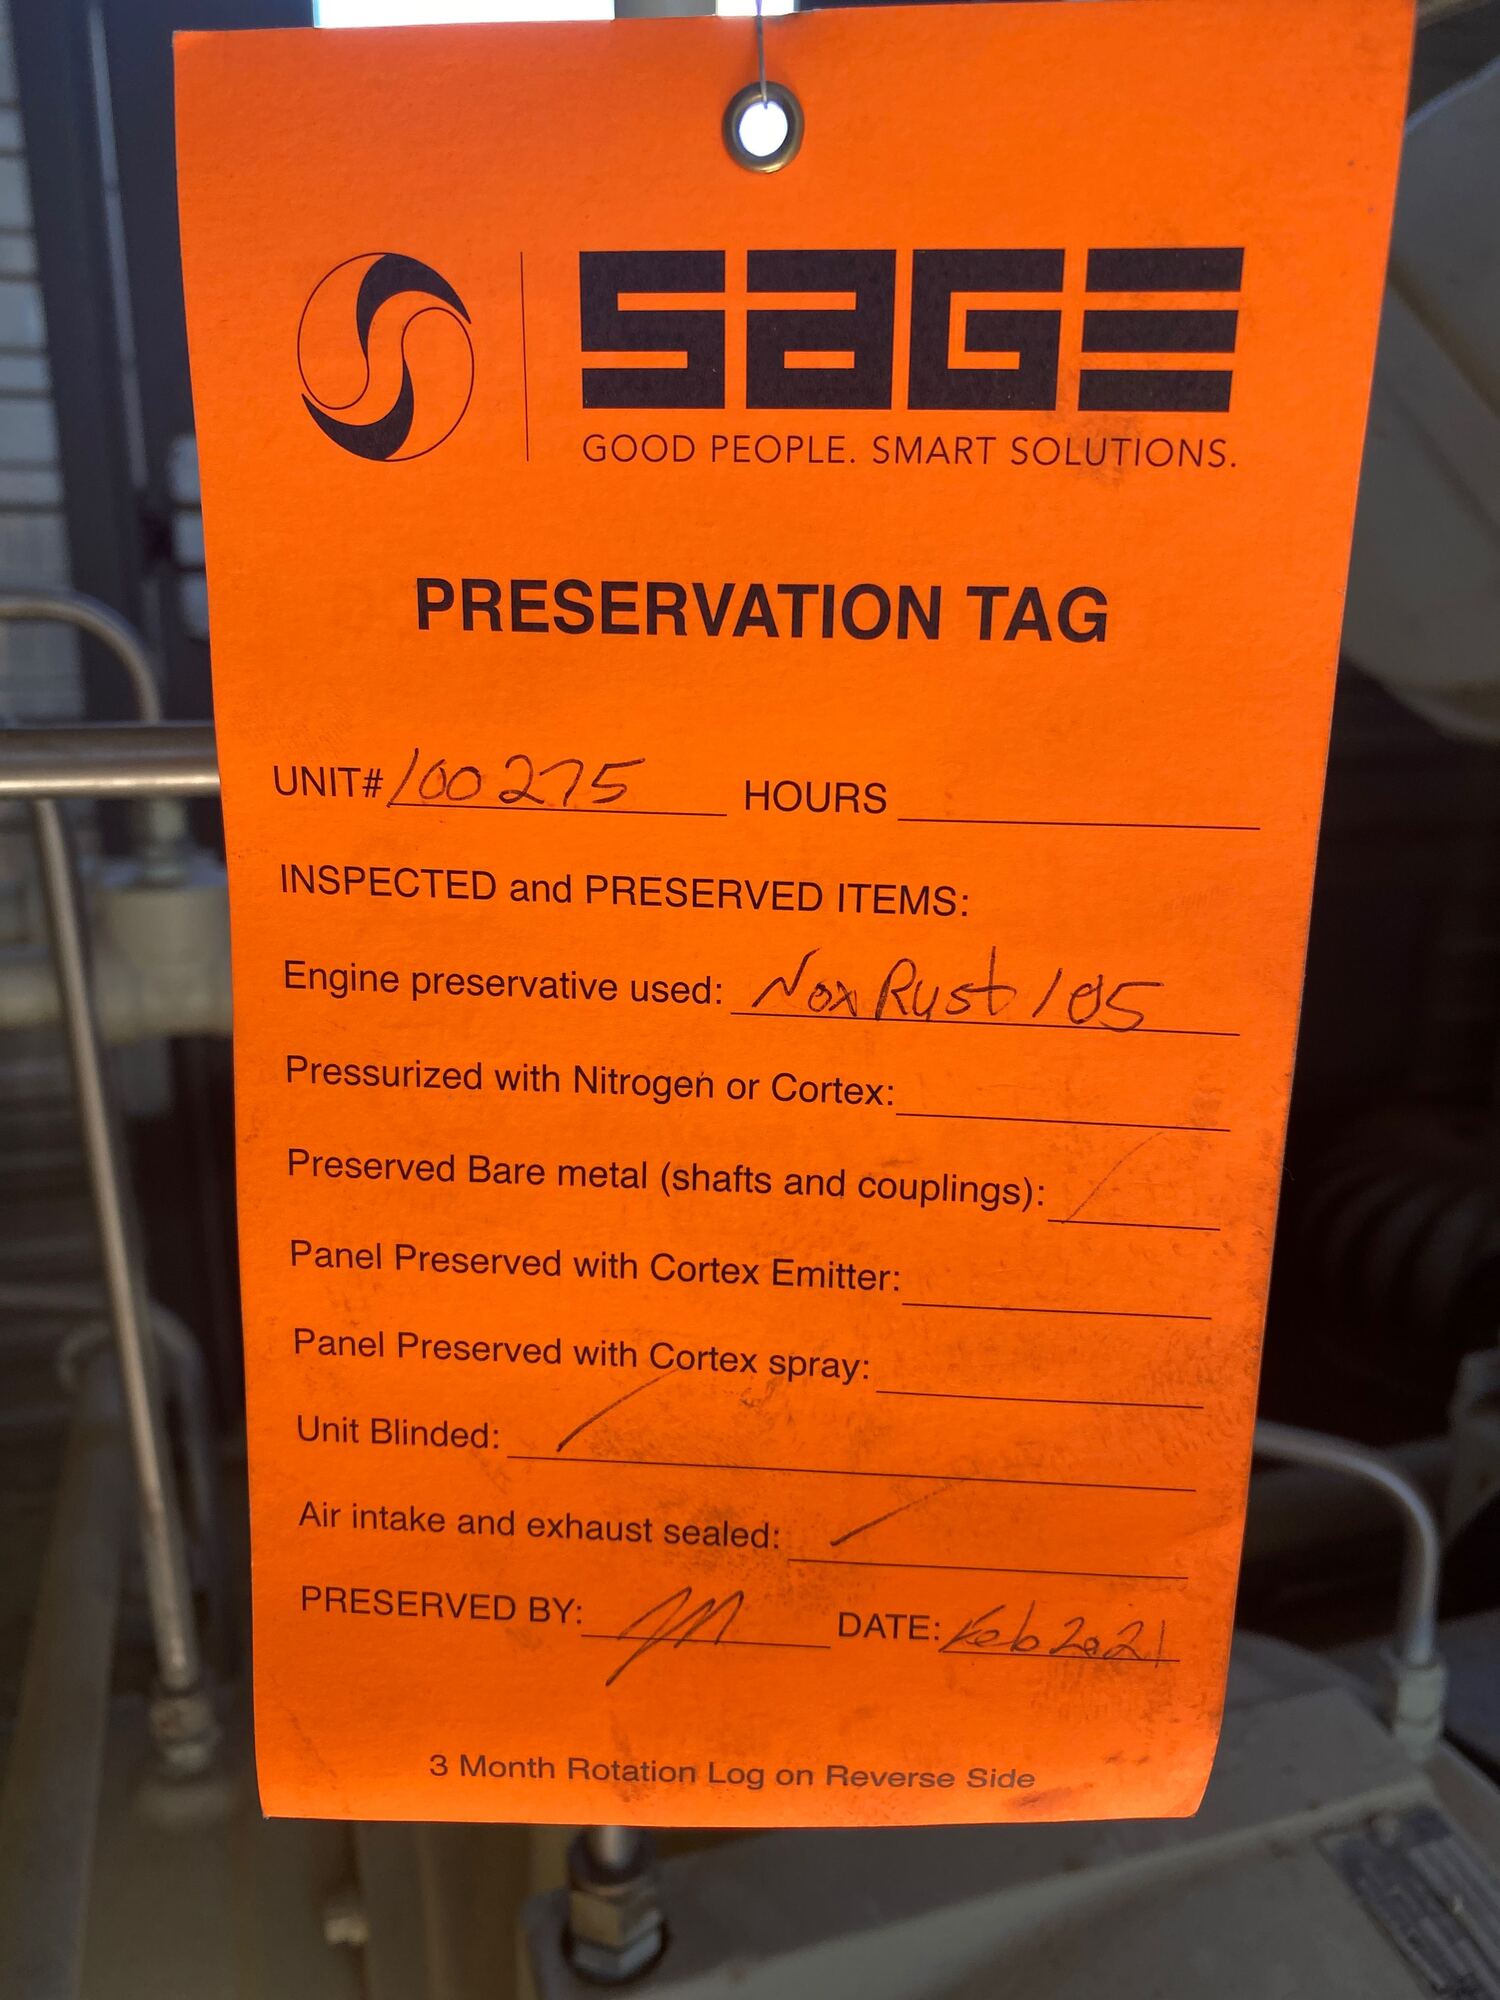 SAGE
GOOD PEOPLE. SMART SOLUTIONS.
PRESERVATION TAG
UNIT# 100275 HOURS
INSPECTED and PRESERVED ITEMS:
Engine preservative used: Nox Rust 105
Pressurized with Nitrogen or Cortex:
Preserved Bare metal (shafts and couplings):
Panel Preserved with Cortex Emitter:
Panel Preserved with Cortex spray:
Unit Blinded:
Air intake and exhaust sealed:
PRESERVED BY: DATE: Feb 2021
3 Month Rotation Log on Reverse Side